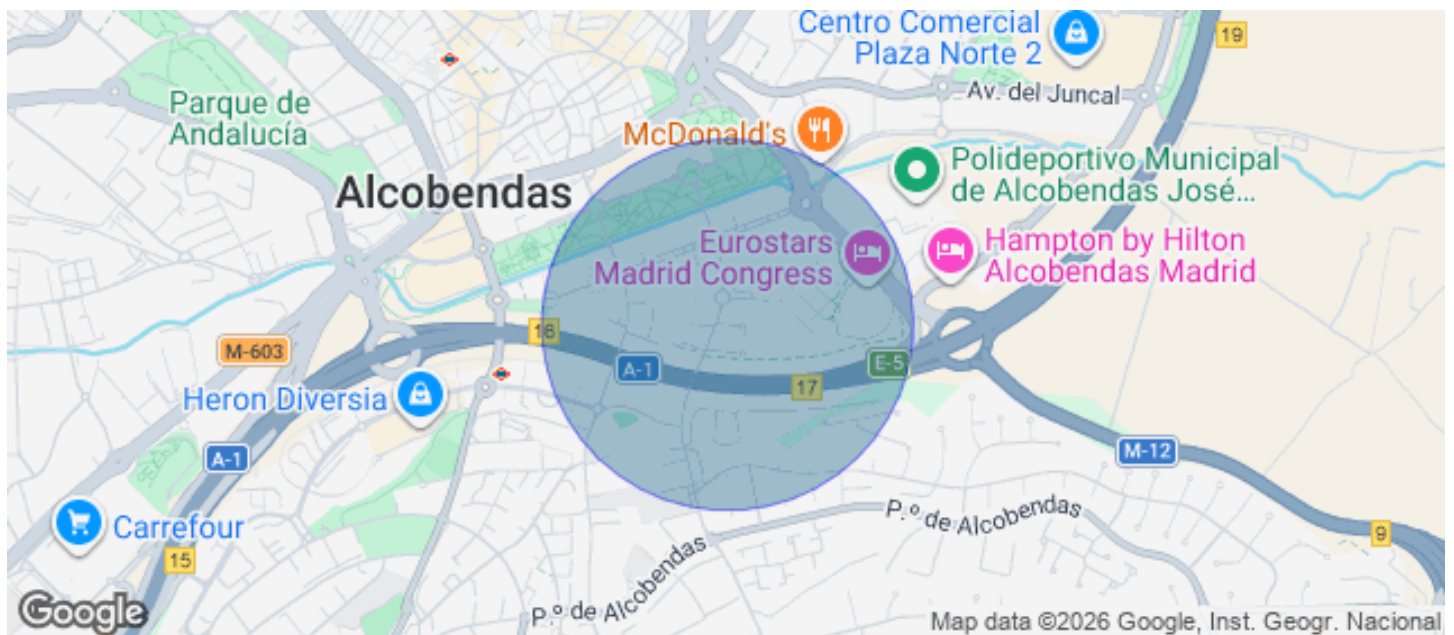 Centro Comercial
Plaza Norte 2
19
Av. del Juncal
Parque de
Andalucía
McDonald's
Polideportivo Municipal
de Alcobendas José...
Alcobendas
Eurostars
Madrid Congress
Hampton by Hilton
Alcobendas Madrid
16
M-603
A-1
E-5
17
Heron Diversia
A-1
M-12
Carrefour
15
P.º de Alcobendas
9
P.º de Alcobendas
Google
Map data ©2026 Google, Inst. Geogr. Nacional